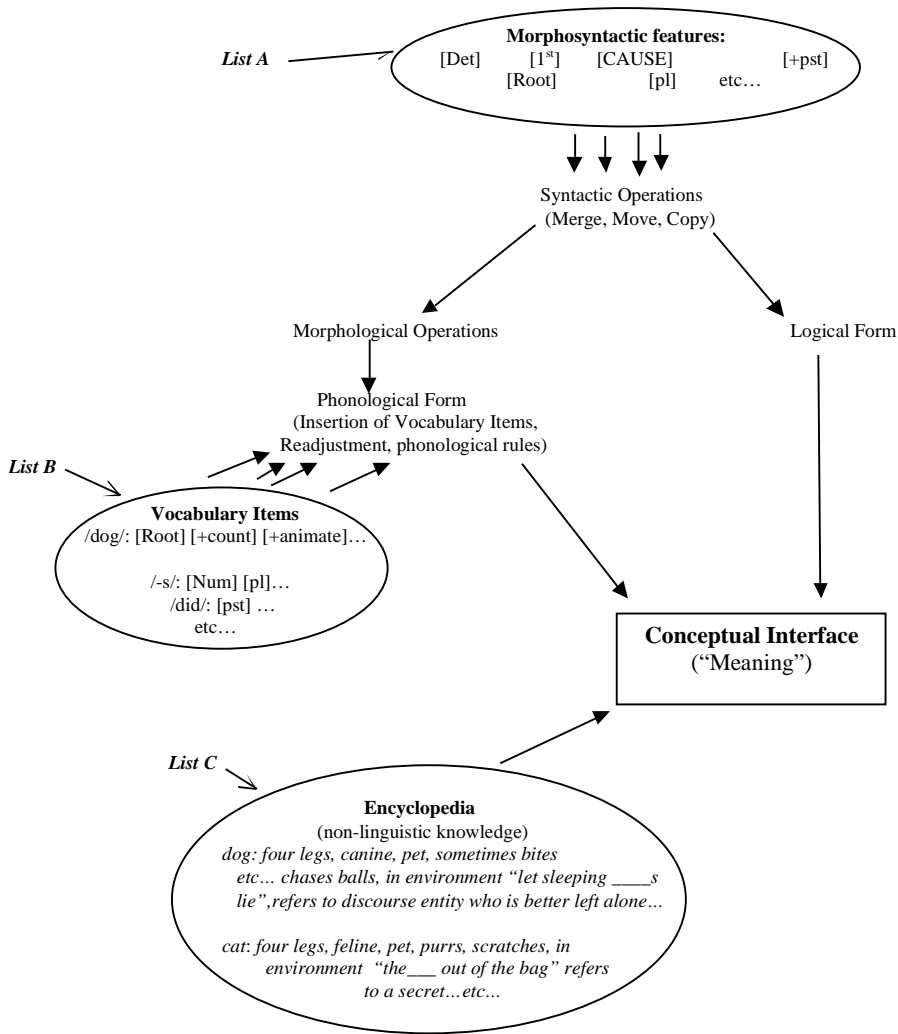 Morphosyntactic features:
List A
[Det] [1st] [CAUSE] [+pst]
[Root] [pl] etc…
Syntactic Operations
(Merge, Move, Copy)
Morphological Operations
Logical Form
Phonological Form
(Insertion of Vocabulary Items,
Readjustment, phonological rules)
List B
Vocabulary Items
/dog/: [Root] [+count] [+animate]…
/-s/: [Num] [pl]…
/did/: [pst] …
etc…
Conceptual Interface
(“Meaning”)
List C
Encyclopedia
(non-linguistic knowledge)
dog: four legs, canine, pet, sometimes bites
etc… chases balls, in environment “let sleeping ____s
lie”,refers to discourse entity who is better left alone…
cat: four legs, feline, pet, purrs, scratches, in
environment “the___ out of the bag” refers
to a secret…etc…